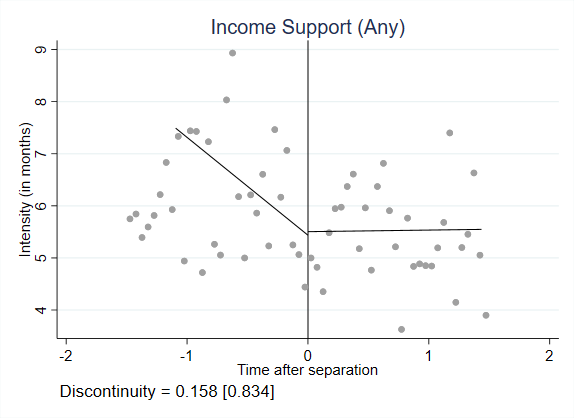 Income Support (Any)
Intensity (in months)
9
8
7
6
5
4
-2 -1 0 1 2
Time after separation
Discontinuity = 0.158 [0.834]